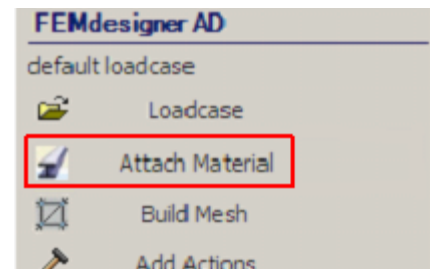 FEMdesigner AD
default loadcase
Loadcase
Attach Material
Build Mesh
Add Actions